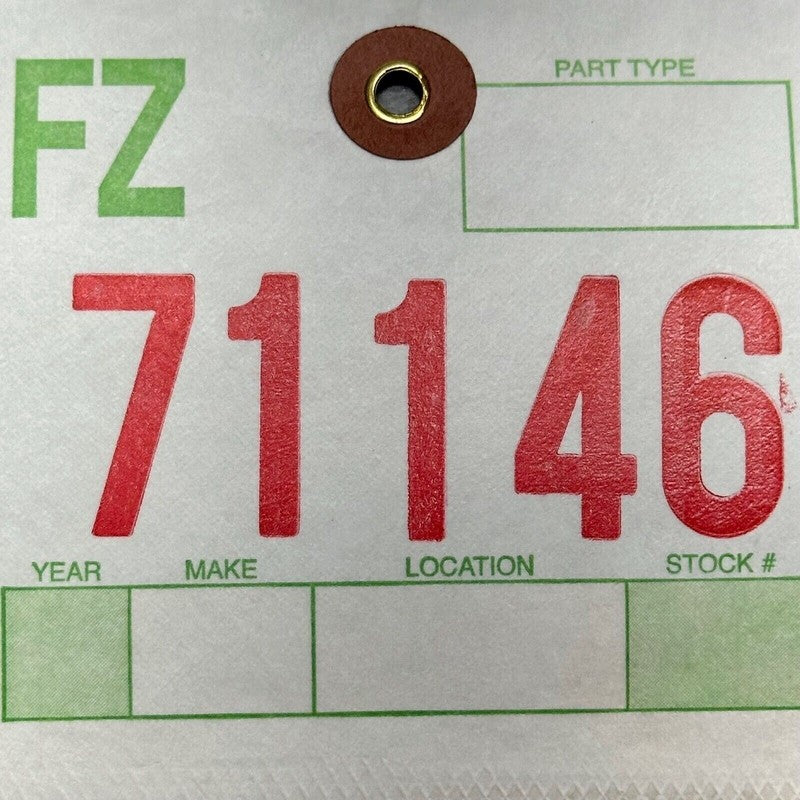 FZ
PART TYPE
71146
YEAR MAKE LOCATION STOCK #